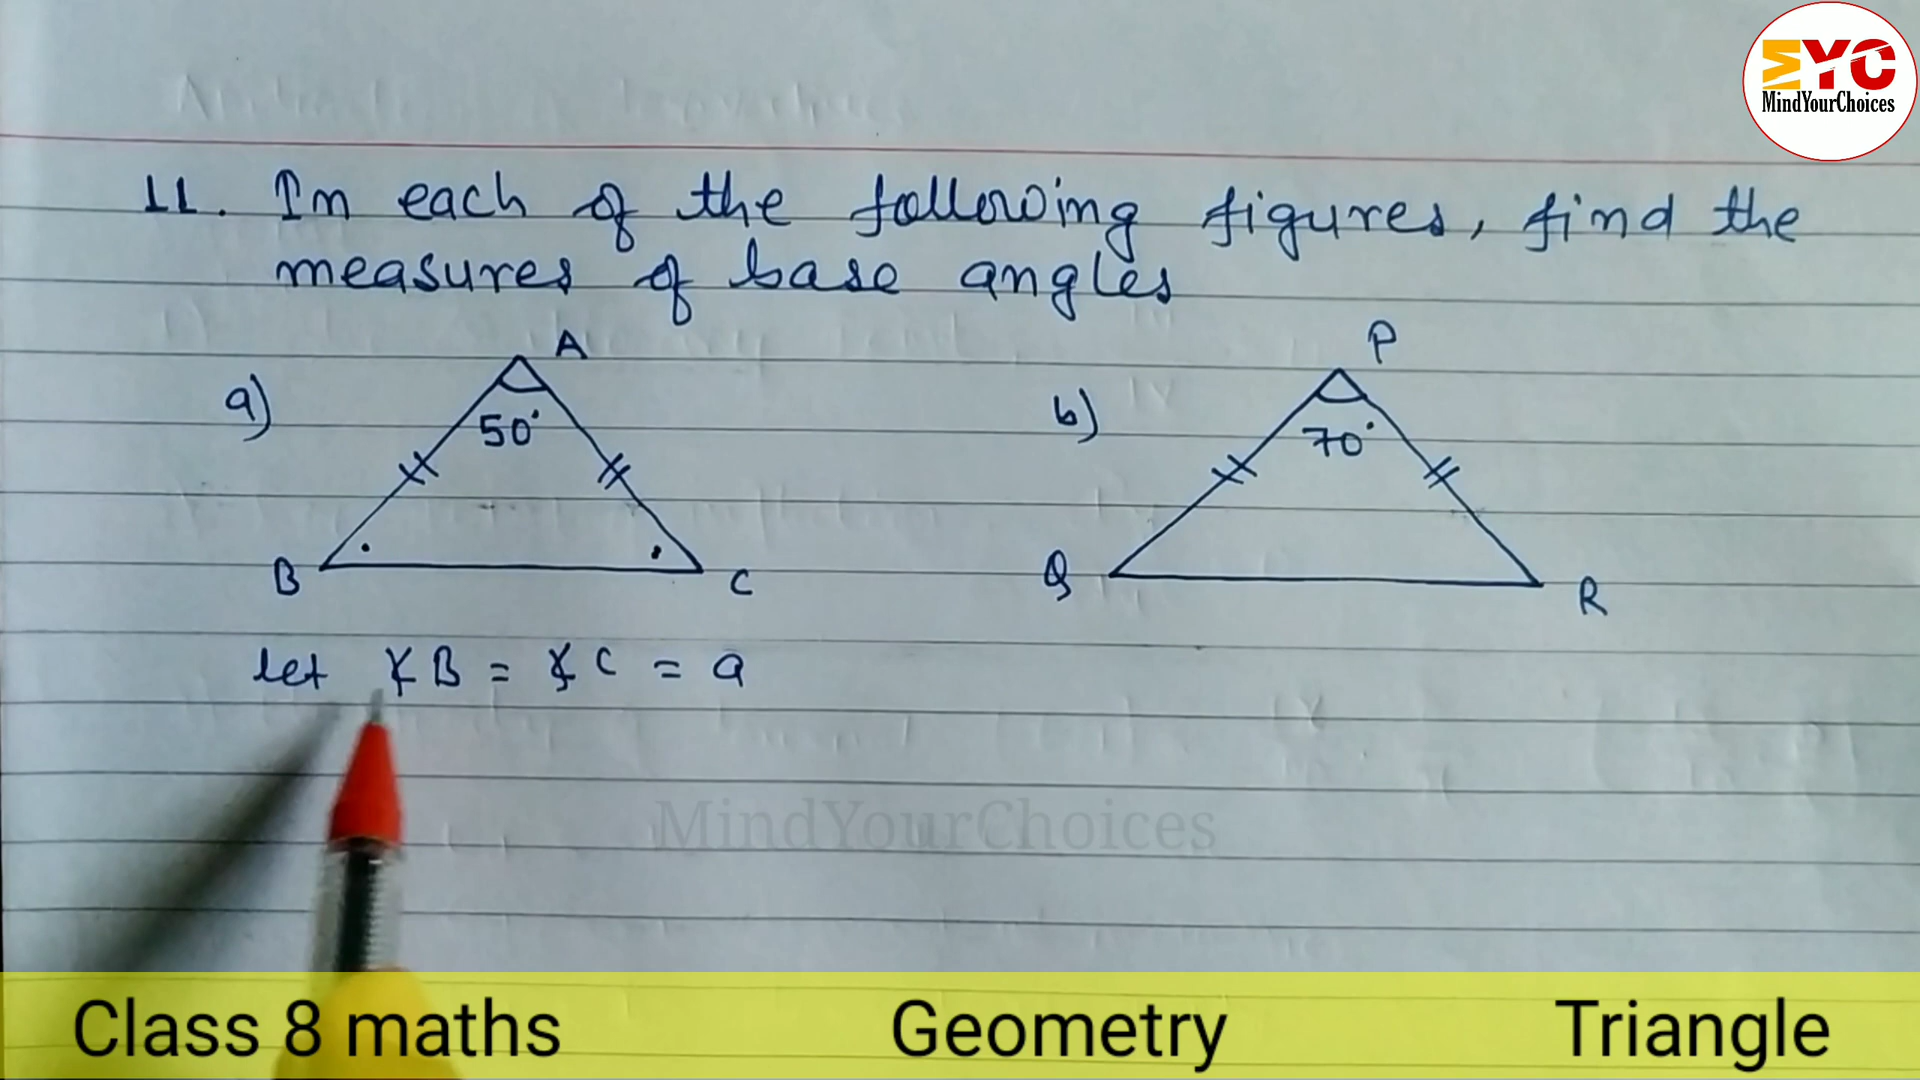 MYC
MindYourChoices
11. In each of the following figures, find the
measures of base angles
a)
A
50°
B
C
b)
P
70°
Q
R
let ∡B = ∡C = a
MindYourChoices
Class 8 maths
Geometry
Triangle